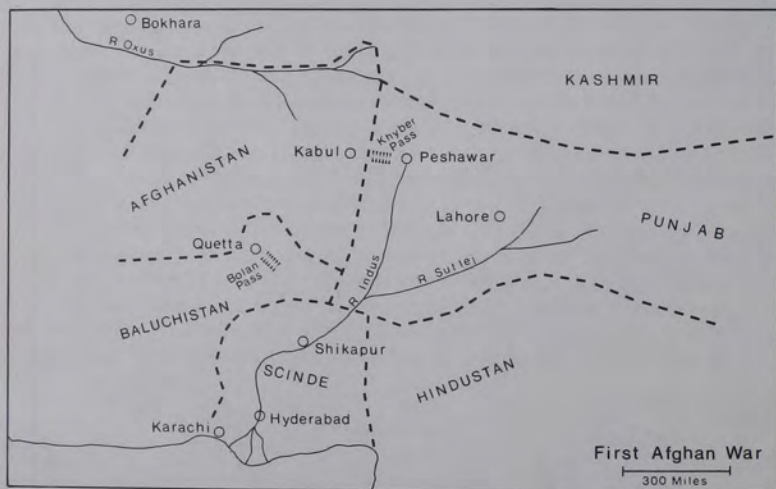 Bokhara
R Oxus
KASHMIR
Khyber
Pass
Kabul
Peshawar
AFGHANISTAN
Lahore
PUNJAB
Quetta
Bolan
Pass
R Indus
R Sutlej
BALUCHISTAN
Shikapur
SCINDE
HINDUSTAN
Karachi
Hyderabad
First Afghan War
300 Miles